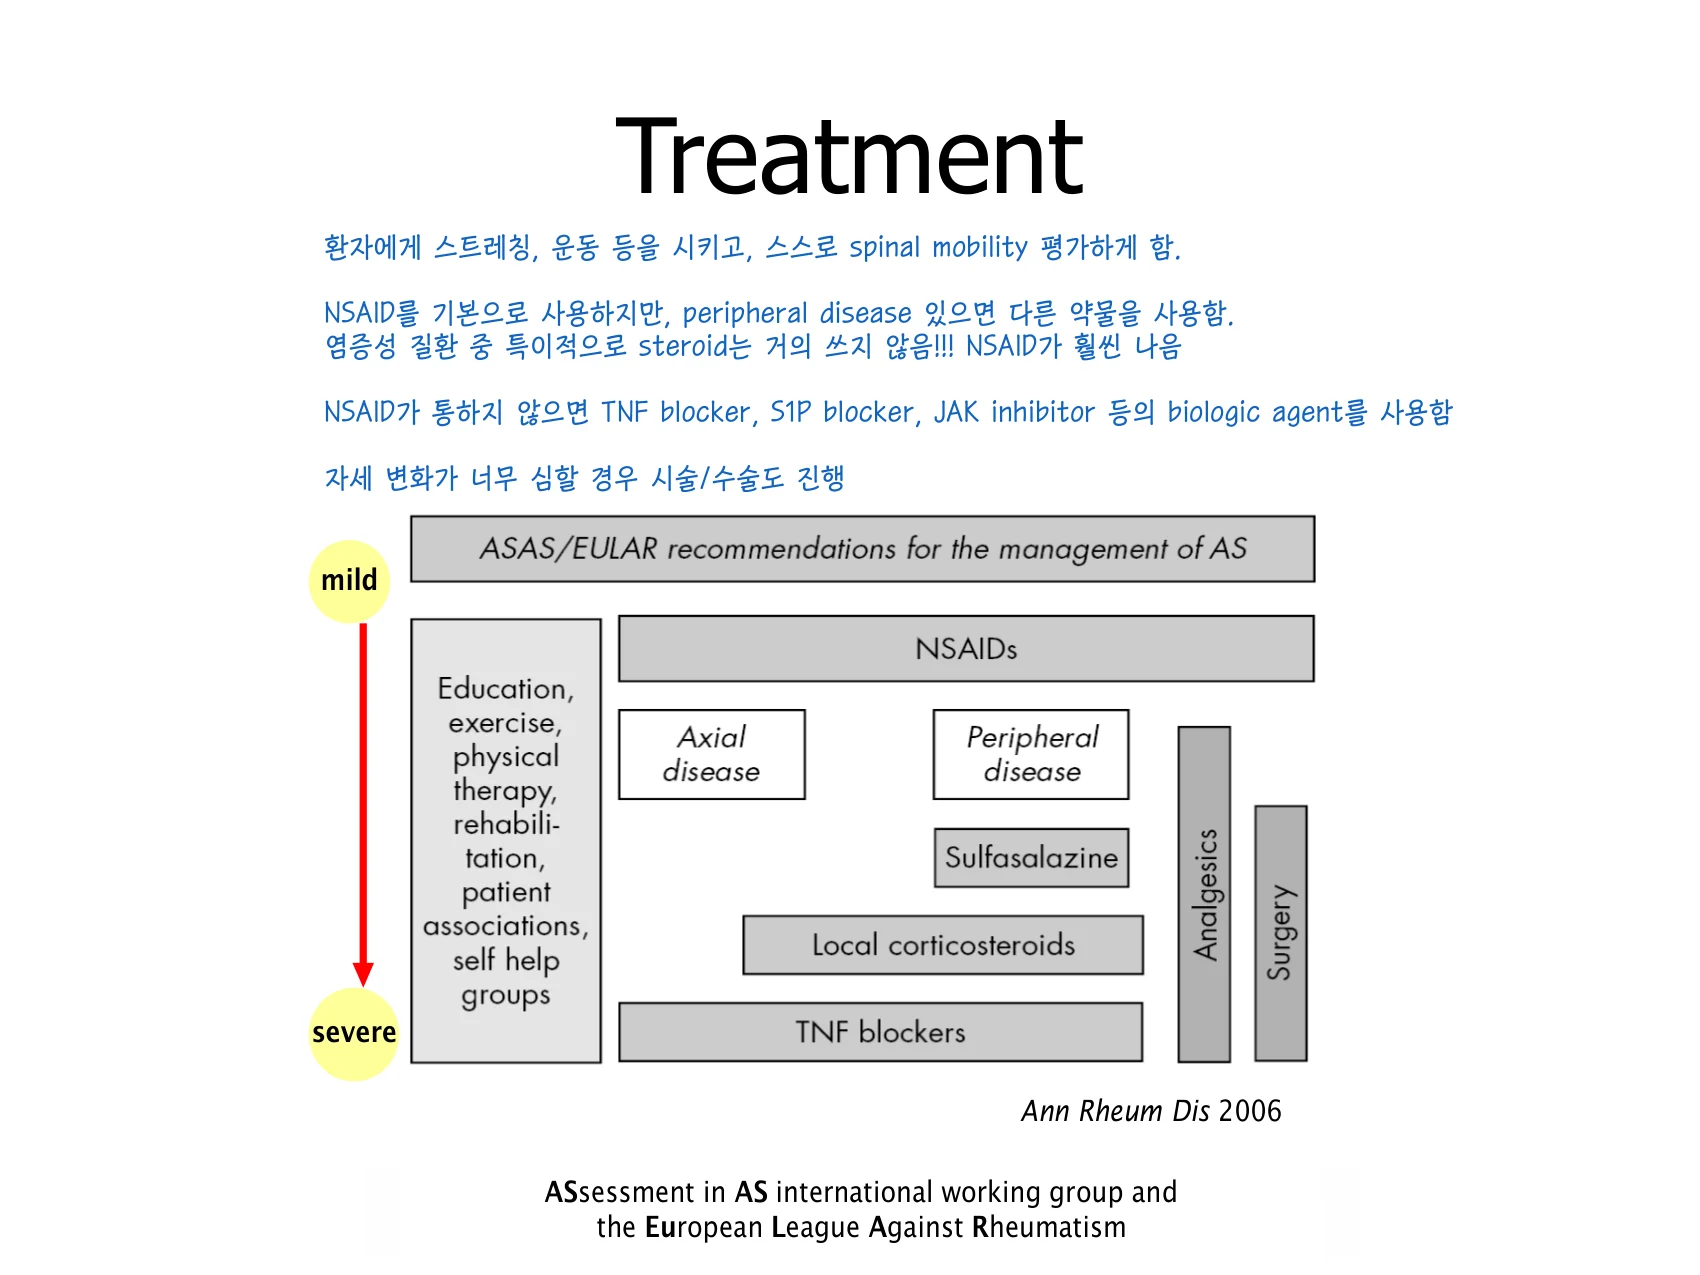 Treatment
환자에게 스트레칭, 운동 등을 시키고, 스스로 spinal mobility 평가하게 함.
NSAID를 기본으로 사용하지만, peripheral disease 있으면 다른 약물을 사용함.
염증성 질환 중 특이적으로 steroid는 거의 쓰지 않음!!! NSAID가 훨씬 나음
NSAID가 통하지 않으면 TNF blocker, S1P blocker, JAK inhibitor 등의 biologic agent를 사용함
자세 변화가 너무 심할 경우 시술/수술도 진행
ASAS/EULAR recommendations for the management of AS
mild
severe
Education,
exercise,
physical
therapy,
rehabili-
tation,
patient
associations,
self help
groups
NSAIDs
Axial
disease
Peripheral
disease
Sulfasalazine
Local corticosteroids
TNF blockers
Analgesics
Surgery
Ann Rheum Dis 2006
ASsessment in AS international working group and
the European League Against Rheumatism